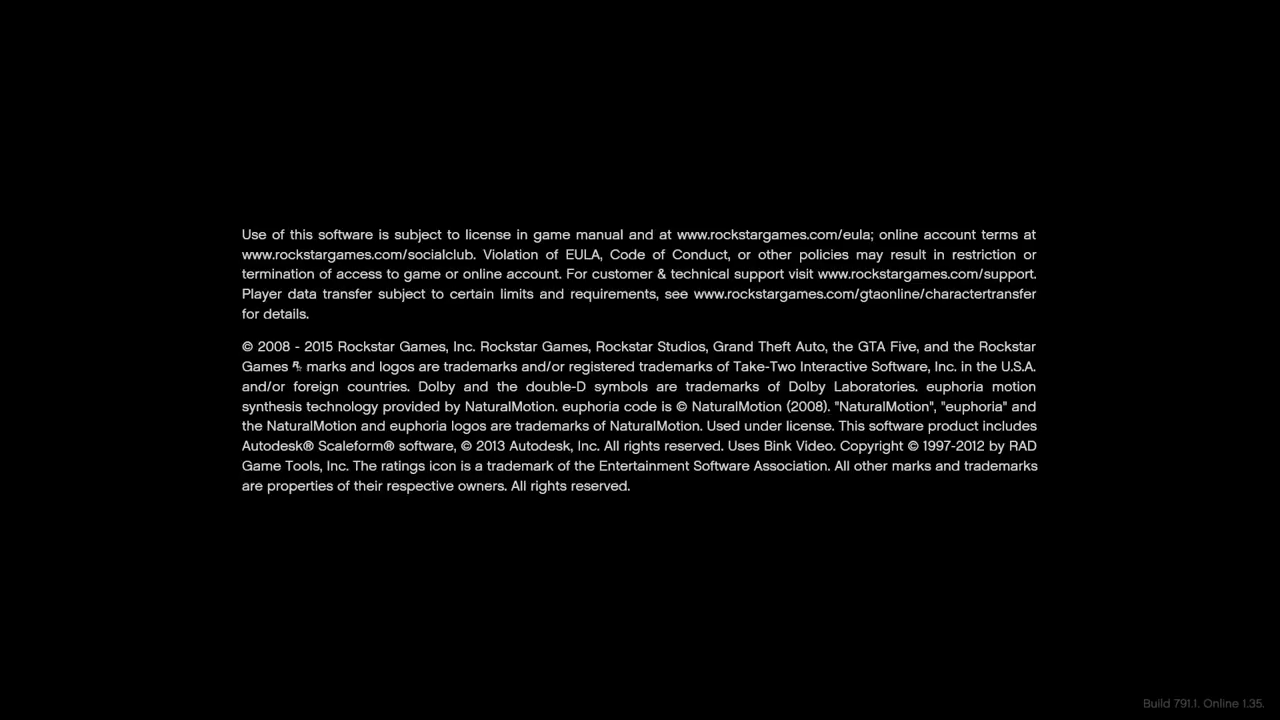 Use of this software is subject to license in game manual and at www.rockstargames.com/eula; online account terms at
www.rockstargames.com/socialclub. Violation of EULA, Code of Conduct, or other policies may result in restriction or
termination of access to game or online account. For customer & technical support visit www.rockstargames.com/support.
Player data transfer subject to certain limits and requirements, see www.rockstargames.com/gtaonline/charactertransfer
for details.
© 2008 - 2015 Rockstar Games, Inc. Rockstar Games, Rockstar Studios, Grand Theft Auto, the GTA Five, and the Rockstar
Games R* marks and logos are trademarks and/or registered trademarks of Take-Two Interactive Software, Inc. in the U.S.A.
and/or foreign countries. Dolby and the double-D symbols are trademarks of Dolby Laboratories. euphoria motion
synthesis technology provided by NaturalMotion. euphoria code is © NaturalMotion (2008). "NaturalMotion", "euphoria" and
the NaturalMotion and euphoria logos are trademarks of NaturalMotion. Used under license. This software product includes
Autodesk® Scaleform® software, © 2013 Autodesk, Inc. All rights reserved. Uses Bink Video. Copyright © 1997-2012 by RAD
Game Tools, Inc. The ratings icon is a trademark of the Entertainment Software Association. All other marks and trademarks
are properties of their respective owners. All rights reserved.
Build 791.1. Online 1.35.